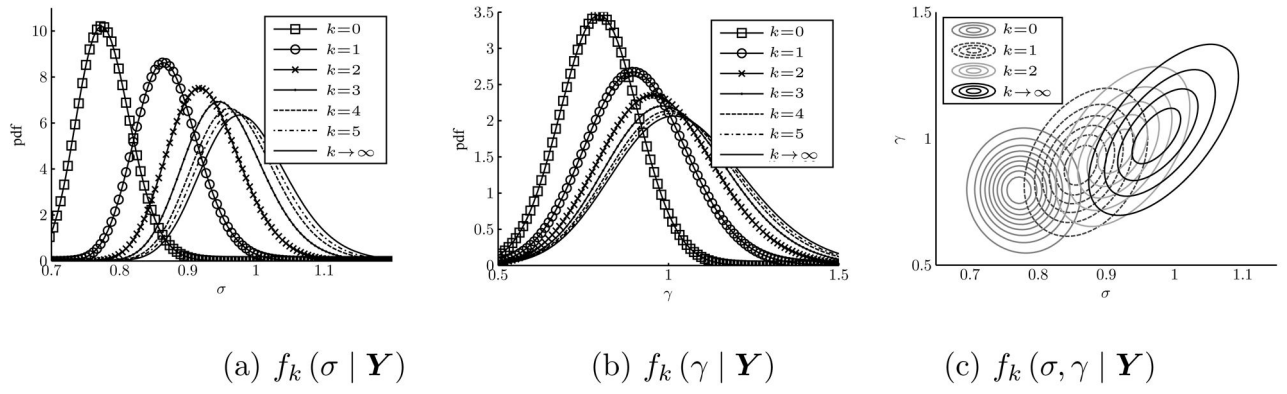 10
8
6
4
2
0
pdf
0.7
0.8
0.9
1
1.1
σ
k=0
k=1
k=2
k=3
k=4
k=5
k→∞
3.5
3
2.5
2
1.5
1
0.5
0
pdf
0.5
1
1.5
γ
k=0
k=1
k=2
k=3
k=4
k=5
k→∞
1.5
1
0.5
γ
0.7
0.8
0.9
1
1.1
σ
k=0
k=1
k=2
k→∞
(a) f_k (σ | Y)
(b) f_k (γ | Y)
(c) f_k (σ, γ | Y)